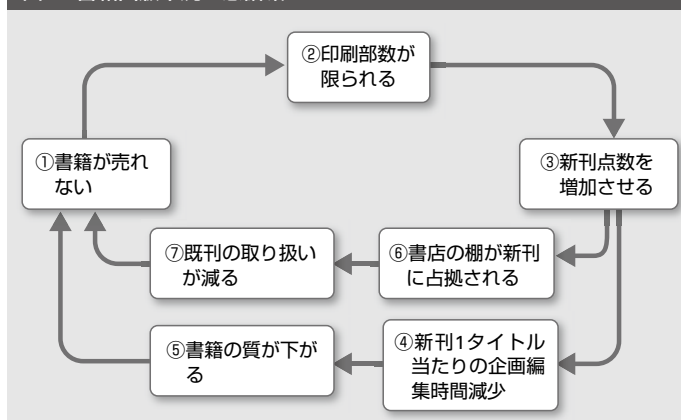 ②印刷部数が
限られる
①書籍が売れ
ない
③新刊点数を
増加させる
⑦既刊の取り扱い
が減る
⑥書店の棚が新刊
に占拠される
⑤書籍の質が下が
る
④新刊1タイトル
当たりの企画編
集時間減少